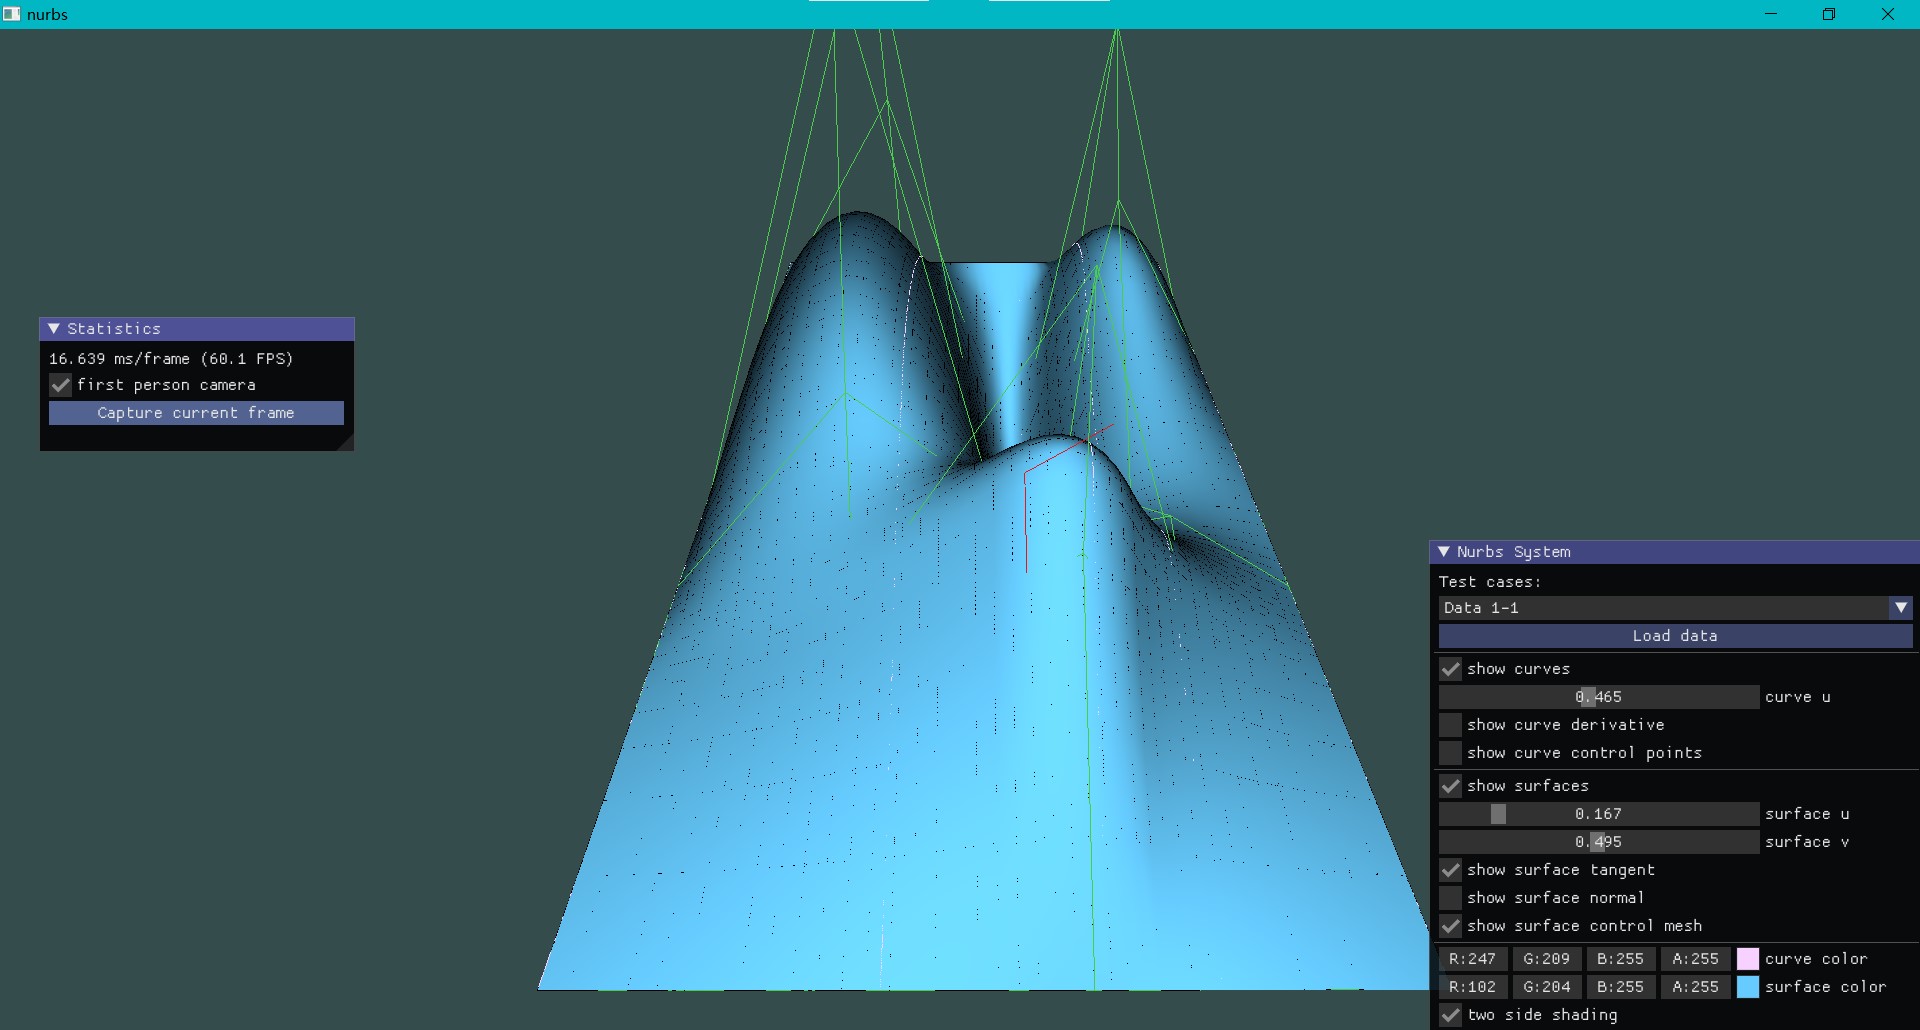 nurbs
Statistics
16.639 ms/frame (60.1 FPS)
first person camera
Capture current frame
Nurbs System
Test cases:
Data 1-1
Load data
show curves
0.465 curve u
show curve derivative
show curve control points
show surfaces
0.167 surface u
0.495 surface v
show surface tangent
show surface normal
show surface control mesh
R:247 G:209 B:255 A:255 curve color
R:102 G:204 B:255 A:255 surface color
two side shading